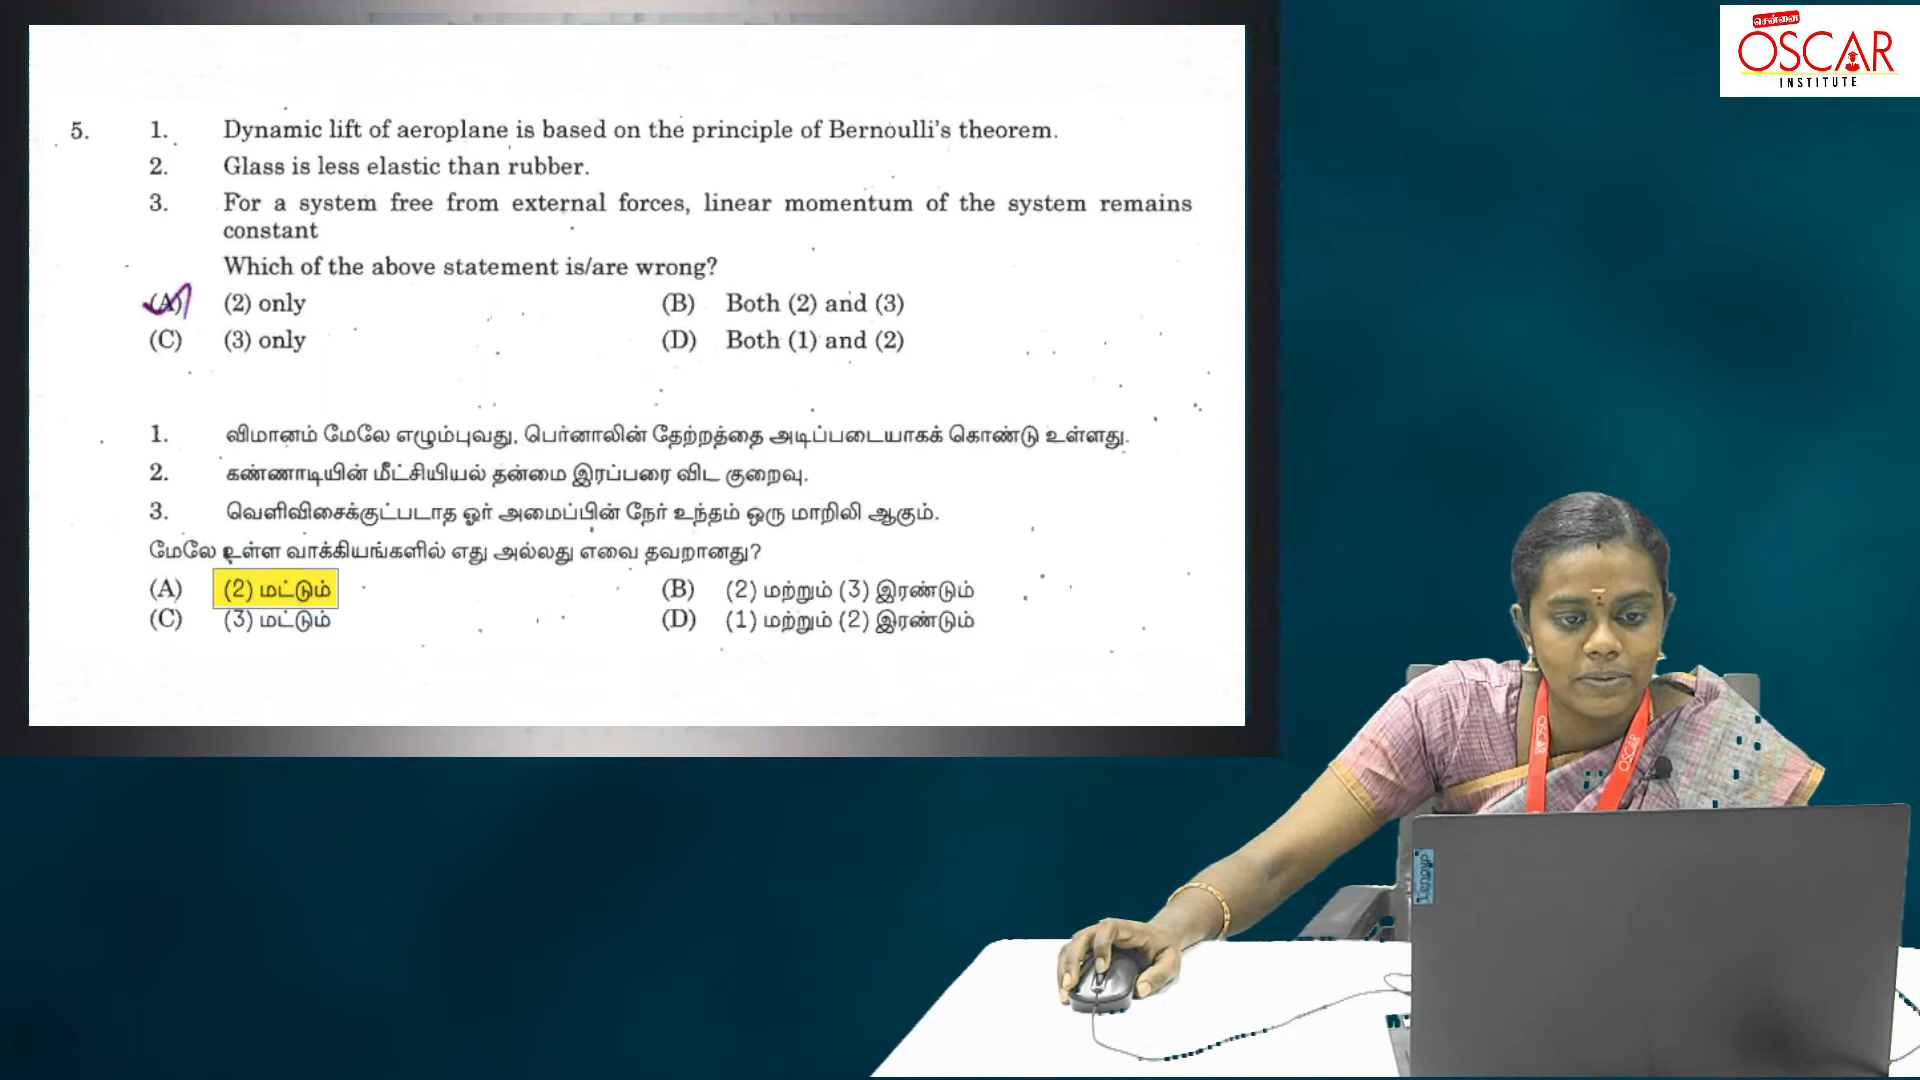 5. 1. Dynamic lift of aeroplane is based on the principle of Bernoulli's theorem.
2. Glass is less elastic than rubber.
3. For a system free from external forces, linear momentum of the system remains
constant
Which of the above statement is/are wrong?
(A) (2) only (B) Both (2) and (3)
(C) (3) only (D) Both (1) and (2)
1. விமானம் மேலே எழும்புவது, பெர்னாலின் தேற்றத்தை அடிப்படையாகக் கொண்டு உள்ளது.
2. கண்ணாடியின் மீட்சியியல் தன்மை இரப்பரை விட குறைவு.
3. வெளிவிசைக்குட்படாத ஓர் அமைப்பின் நேர் உந்தம் ஒரு மாறிலி ஆகும்.
மேலே உள்ள வாக்கியங்களில் எது அல்லது எவை தவறானது?
(A) (2) மட்டும் (B) (2) மற்றும் (3) இரண்டும்
(C) (3) மட்டும் (D) (1) மற்றும் (2) இரண்டும்
சென்னை
OSCAR
INSTITUTE
OSCAR
OSCAR
Lenovo